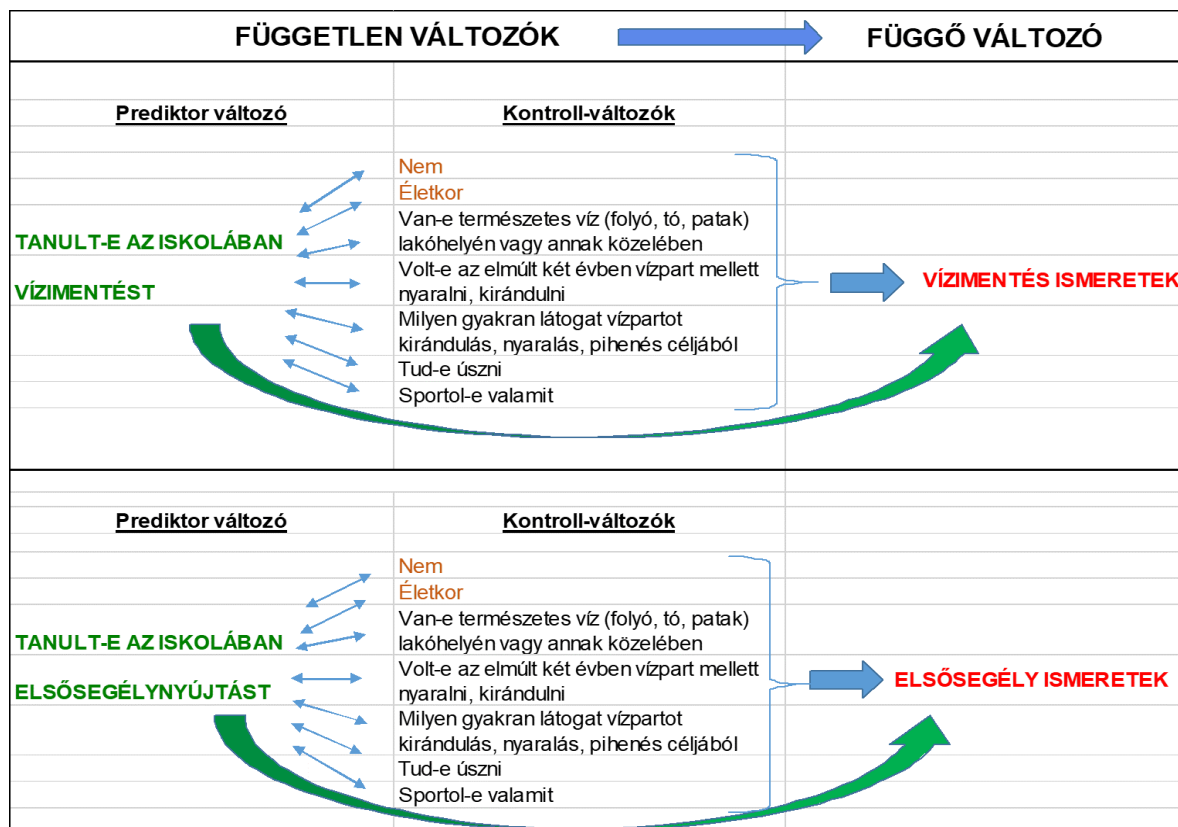 FÜGGETLEN VÁLTOZÓK
FÜGGŐ VÁLTOZÓ
Prediktor változó
Kontroll-változók
Nem
Életkor
Van-e természetes víz (folyó, tó, patak)
lakóhelyén vagy annak közelében
Volt-e az elmúlt két évben vízpart mellett
nyaralni, kirándulni
Milyen gyakran látogat vízpartot
kirándulás, nyaralás, pihenés céljából
Tud-e úszni
Sportol-e valamit
TANULT-E AZ ISKOLÁBAN
VÍZIMENTÉST
VÍZIMENTÉS ISMERETEK
Prediktor változó
Kontroll-változók
Nem
Életkor
Van-e természetes víz (folyó, tó, patak)
lakóhelyén vagy annak közelében
Volt-e az elmúlt két évben vízpart mellett
nyaralni, kirándulni
Milyen gyakran látogat vízpartot
kirándulás, nyaralás, pihenés céljából
Tud-e úszni
Sportol-e valamit
TANULT-E AZ ISKOLÁBAN
ELSŐSEGÉLYNYÚJTÁST
ELSŐSEGÉLY ISMERETEK